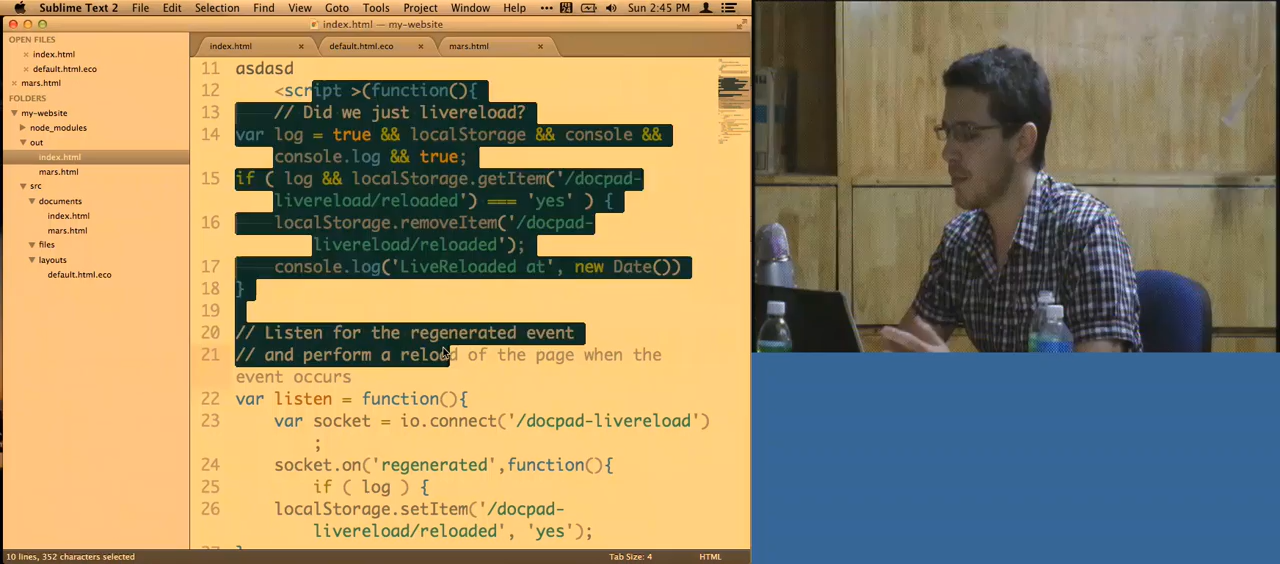 Sublime Text 2 File Edit Selection Find View Goto Tools Project Window Help Sun 2:45 PM
index.html — my-website
OPEN FILES
index.html
default.html.eco
mars.html
FOLDERS
my-website
node_modules
out
index.html
mars.html
src
documents
index.html
mars.html
files
layouts
default.html.eco
index.html default.html.eco mars.html
11 asdasd
12 <script >(function(){
13 // Did we just livereload?
14 var log = true && localStorage && console &&
console.log && true;
15 if ( log && localStorage.getItem('/docpad-
livereload/reloaded') === 'yes' ) {
16 localStorage.removeItem('/docpad-
livereload/reloaded');
17 console.log('LiveReloaded at', new Date())
18 }
19
20 // Listen for the regenerated event
21 // and perform a reload of the page when the
event occurs
22 var listen = function(){
23 var socket = io.connect('/docpad-livereload')
;
24 socket.on('regenerated',function(){
25 if ( log ) {
26 localStorage.setItem('/docpad-
livereload/reloaded', 'yes');
10 lines, 352 characters selected
Tab Size: 4
HTML